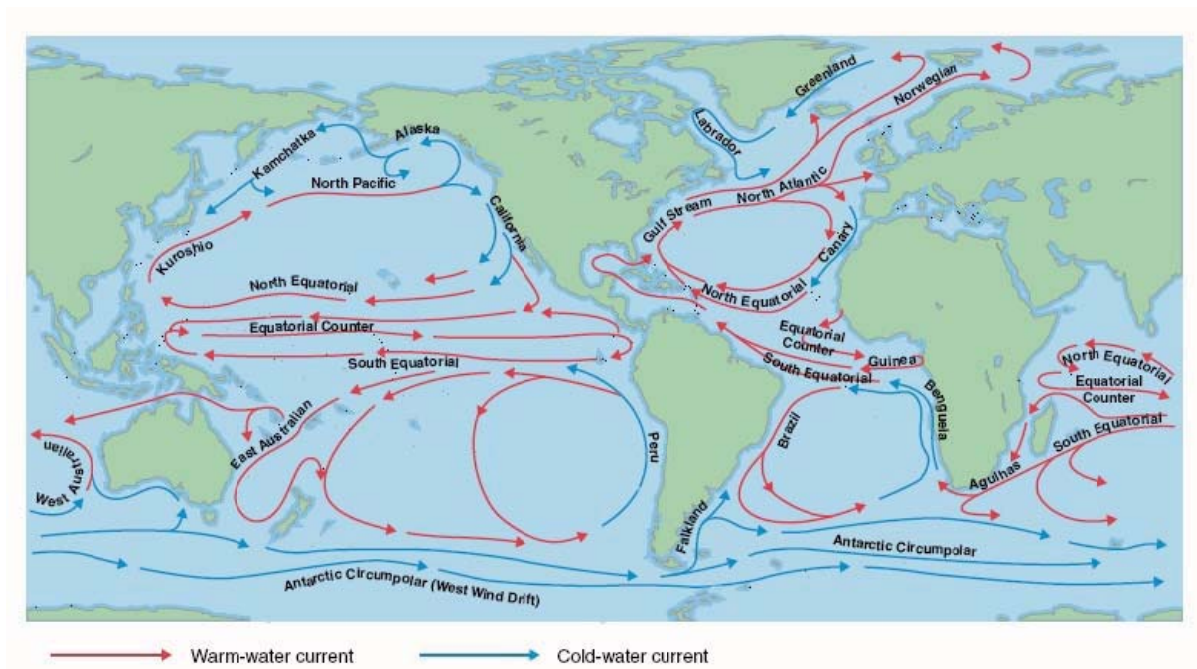 Greenland
Norwegian
Labrador
Alaska
Kamchatka
North Pacific
North Atlantic
Gulf Stream
California
Canary
Kuroshio
North Equatorial
North Equatorial
Equatorial Counter
Equatorial
Counter
Guinea
South Equatorial
South Equatorial
North Equatorial
Equatorial
Counter
South Equatorial
Benguela
East Australian
Brazil
Peru
Agulhas
West Australian
Falkland
Antarctic Circumpolar
Antarctic Circumpolar (West Wind Drift)
Warm-water current
Cold-water current